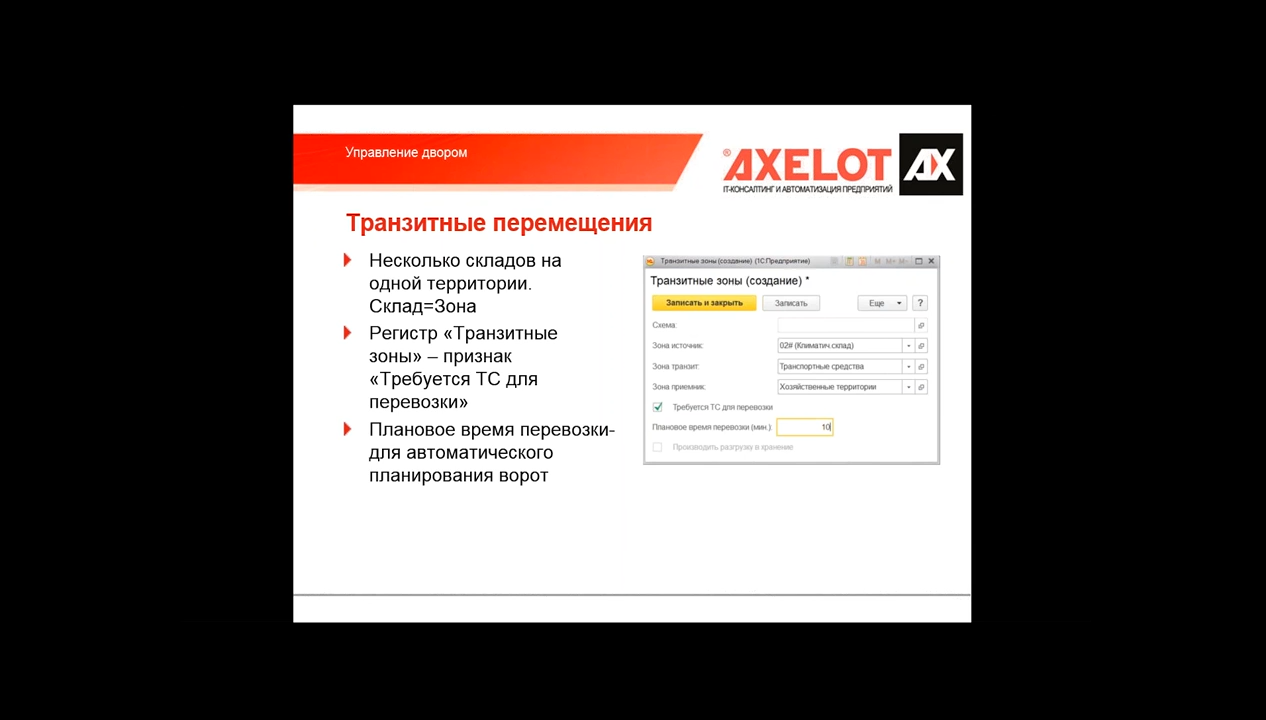 Управление двором
®AXELOT AX
IT-КОНСАЛТИНГ И АВТОМАТИЗАЦИЯ ПРЕДПРИЯТИЙ
Транзитные перемещения
Несколько складов на
одной территории.
Склад=Зона
Регистр «Транзитные
зоны» – признак
«Требуется ТС для
перевозки»
Плановое время перевозки-
для автоматического
планирования ворот
Транзитные зоны (создание) (1С:Предприятие)
M M+ M-
Транзитные зоны (создание) *
Записать и закрыть
Записать
Еще
?
Схема:
Зона источник: 02# (Климатич.склад)
Зона транзит: Транспортные средства
Зона приемник: Хозяйственные территории
Требуется ТС для перевозки
Плановое время перевозки (мин.): 10
Производить разгрузку в хранение